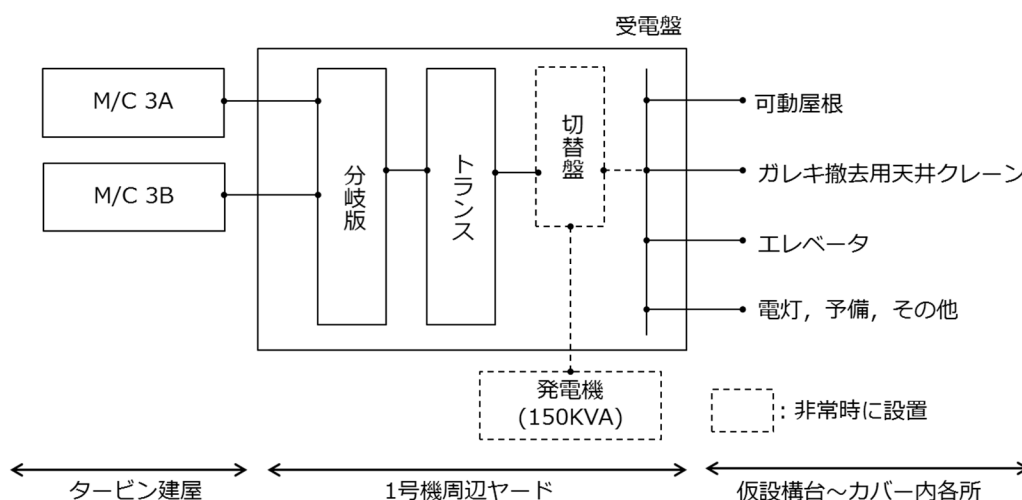 受電盤
M/C 3A
M/C 3B
分岐版
トランス
切替盤
可動屋根
ガレキ撤去用天井クレーン
エレベータ
電灯，予備，その他
発電機
(150KVA)
：非常時に設置
タービン建屋
1号機周辺ヤード
仮設構台～カバー内各所